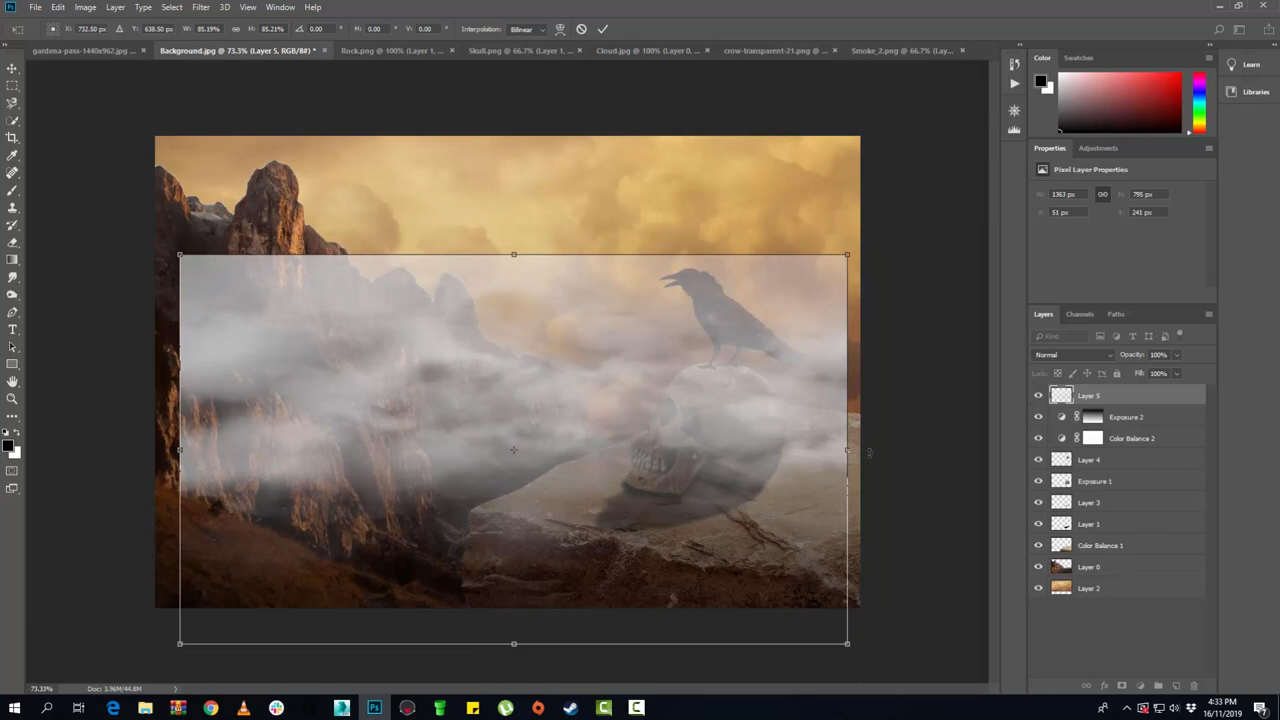 Ps File Edit Image Layer Type Select Filter 3D View Window Help
X: 732.50 px Y: 638.50 px W: 85.19% H: 85.21% 0.00 ° H: 0.00 ° V: 0.00 ° Interpolation: Bilinear
gardena-pass-1440x962.jpg ... × Background.jpg @ 73.3% (Layer 5, RGB/8#) * × Rock.png @ 100% (Layer 1, ... × Skull.png @ 66.7% (Layer 1, ... × Cloud.jpg @ 100% (Layer 0, ... × crow-transparent-21.png @ ... × Smoke_2.png @ 66.7% (Lay... ×
Color Swatches
Learn
Libraries
Properties Adjustments
Pixel Layer Properties
W: 1363 px H: 795 px
X: 51 px Y: 241 px
Layers Channels Paths
Kind
Normal Opacity: 100%
Lock: Fill: 100%
Layer 5
Exposure 2
Color Balance 2
Layer 4
Exposure 1
Layer 3
Layer 1
Color Balance 1
Layer 0
Layer 2
73.33% Doc: 3.96M/44.8M
4:33 PM
16/11/2019